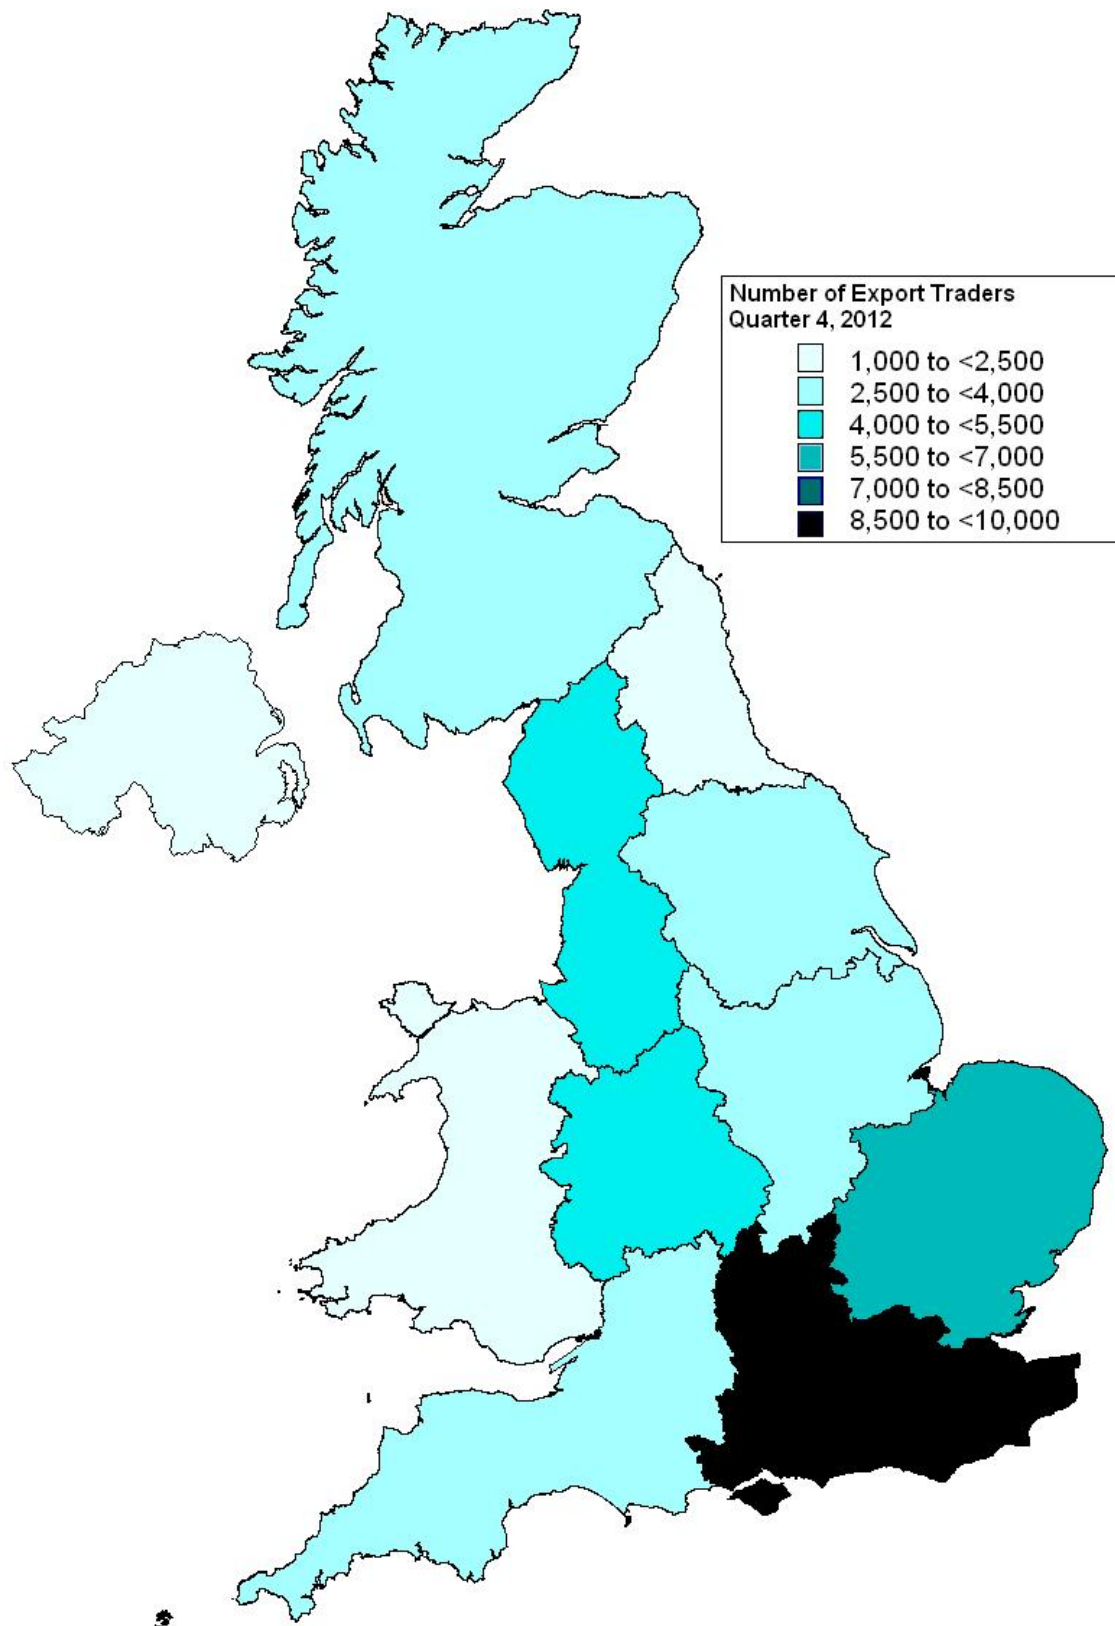 Number of Export Traders
Quarter 4, 2012
1,000 to <2,500
2,500 to <4,000
4,000 to <5,500
5,500 to <7,000
7,000 to <8,500
8,500 to <10,000